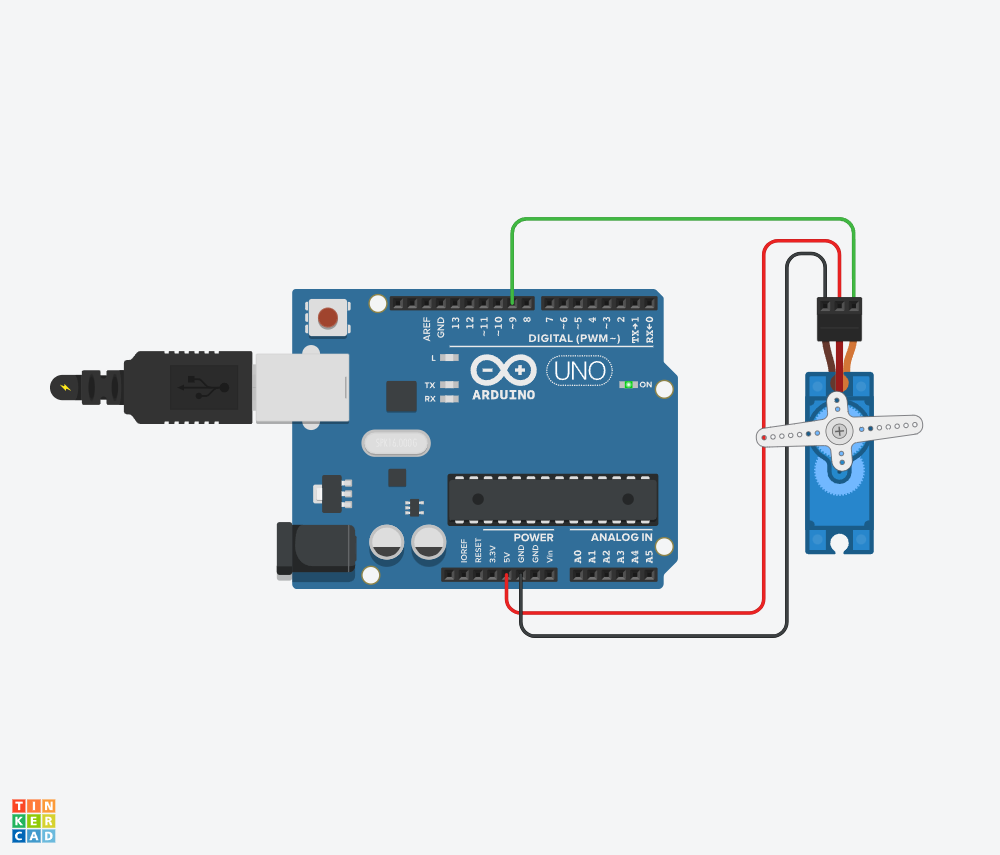 AREF
GND
13
12
~11
~10
~9
8
7
~6
~5
4
~3
2
TX→1
RX←0
DIGITAL (PWM~)
L
TX
RX
ARDUINO
UNO
ON
POWER
ANALOG IN
IOREF
RESET
3.3V
5V
GND
GND
Vin
A0
A1
A2
A3
A4
A5
TIN
KER
CAD